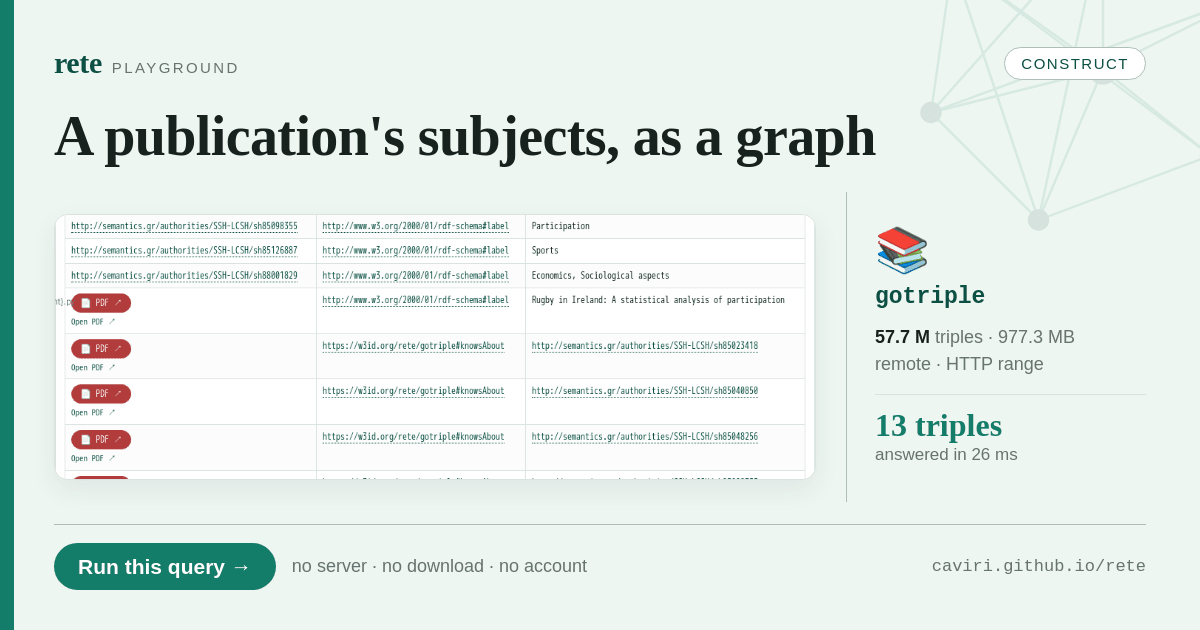 rete PLAYGROUND
CONSTRUCT
A publication's subjects, as a graph
http://semantics.gr/authorities/SSH-LCSH/sh85098355 http://www.w3.org/2000/01/rdf-schema#label Participation
http://semantics.gr/authorities/SSH-LCSH/sh85126887 http://www.w3.org/2000/01/rdf-schema#label Sports
http://semantics.gr/authorities/SSH-LCSH/sh88001829 http://www.w3.org/2000/01/rdf-schema#label Economics, Sociological aspects
PDF ↗ http://www.w3.org/2000/01/rdf-schema#label Rugby in Ireland: A statistical analysis of participation
Open PDF ↗
PDF ↗ https://w3id.org/rete/gotriple#knowsAbout http://semantics.gr/authorities/SSH-LCSH/sh85023418
Open PDF ↗
PDF ↗ https://w3id.org/rete/gotriple#knowsAbout http://semantics.gr/authorities/SSH-LCSH/sh85040850
Open PDF ↗
PDF ↗ https://w3id.org/rete/gotriple#knowsAbout http://semantics.gr/authorities/SSH-LCSH/sh85048256
Open PDF ↗
gotriple
57.7 M triples · 977.3 MB
remote · HTTP range
13 triples
answered in 26 ms
Run this query →
no server · no download · no account
caviri.github.io/rete